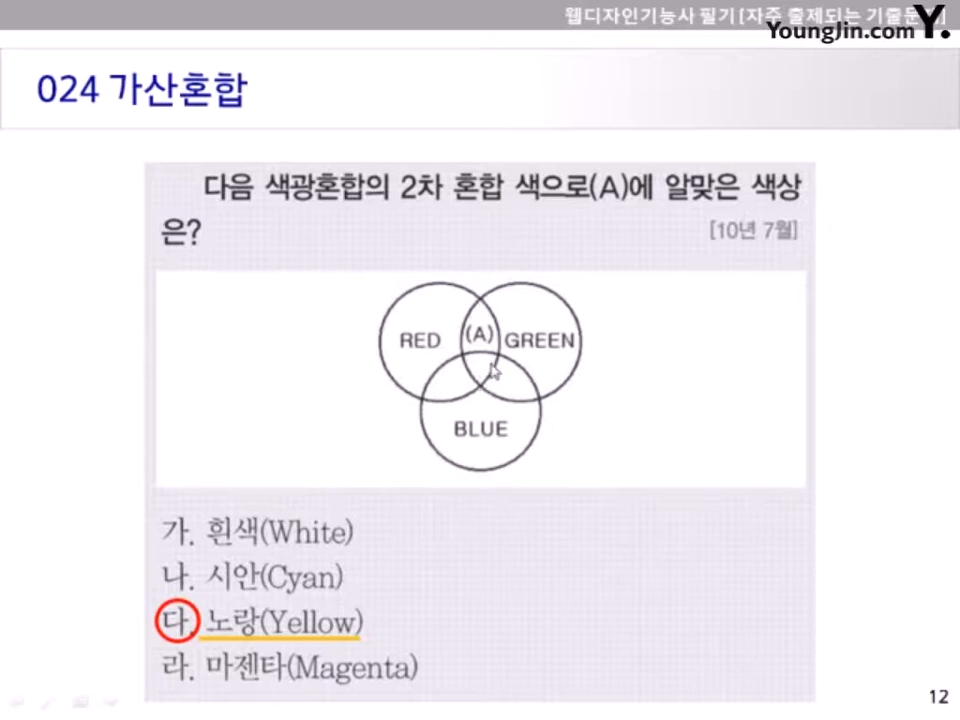 웹디자인기능사 필기 [자주 출제되는 기출문제]
YoungJin.com Y.
024 가산혼합
다음 색광혼합의 2차 혼합 색으로(A)에 알맞은 색상
은?
[10년 7월]
RED
(A)
GREEN
BLUE
가. 흰색(White)
나. 시안(Cyan)
다. 노랑(Yellow)
라. 마젠타(Magenta)
12